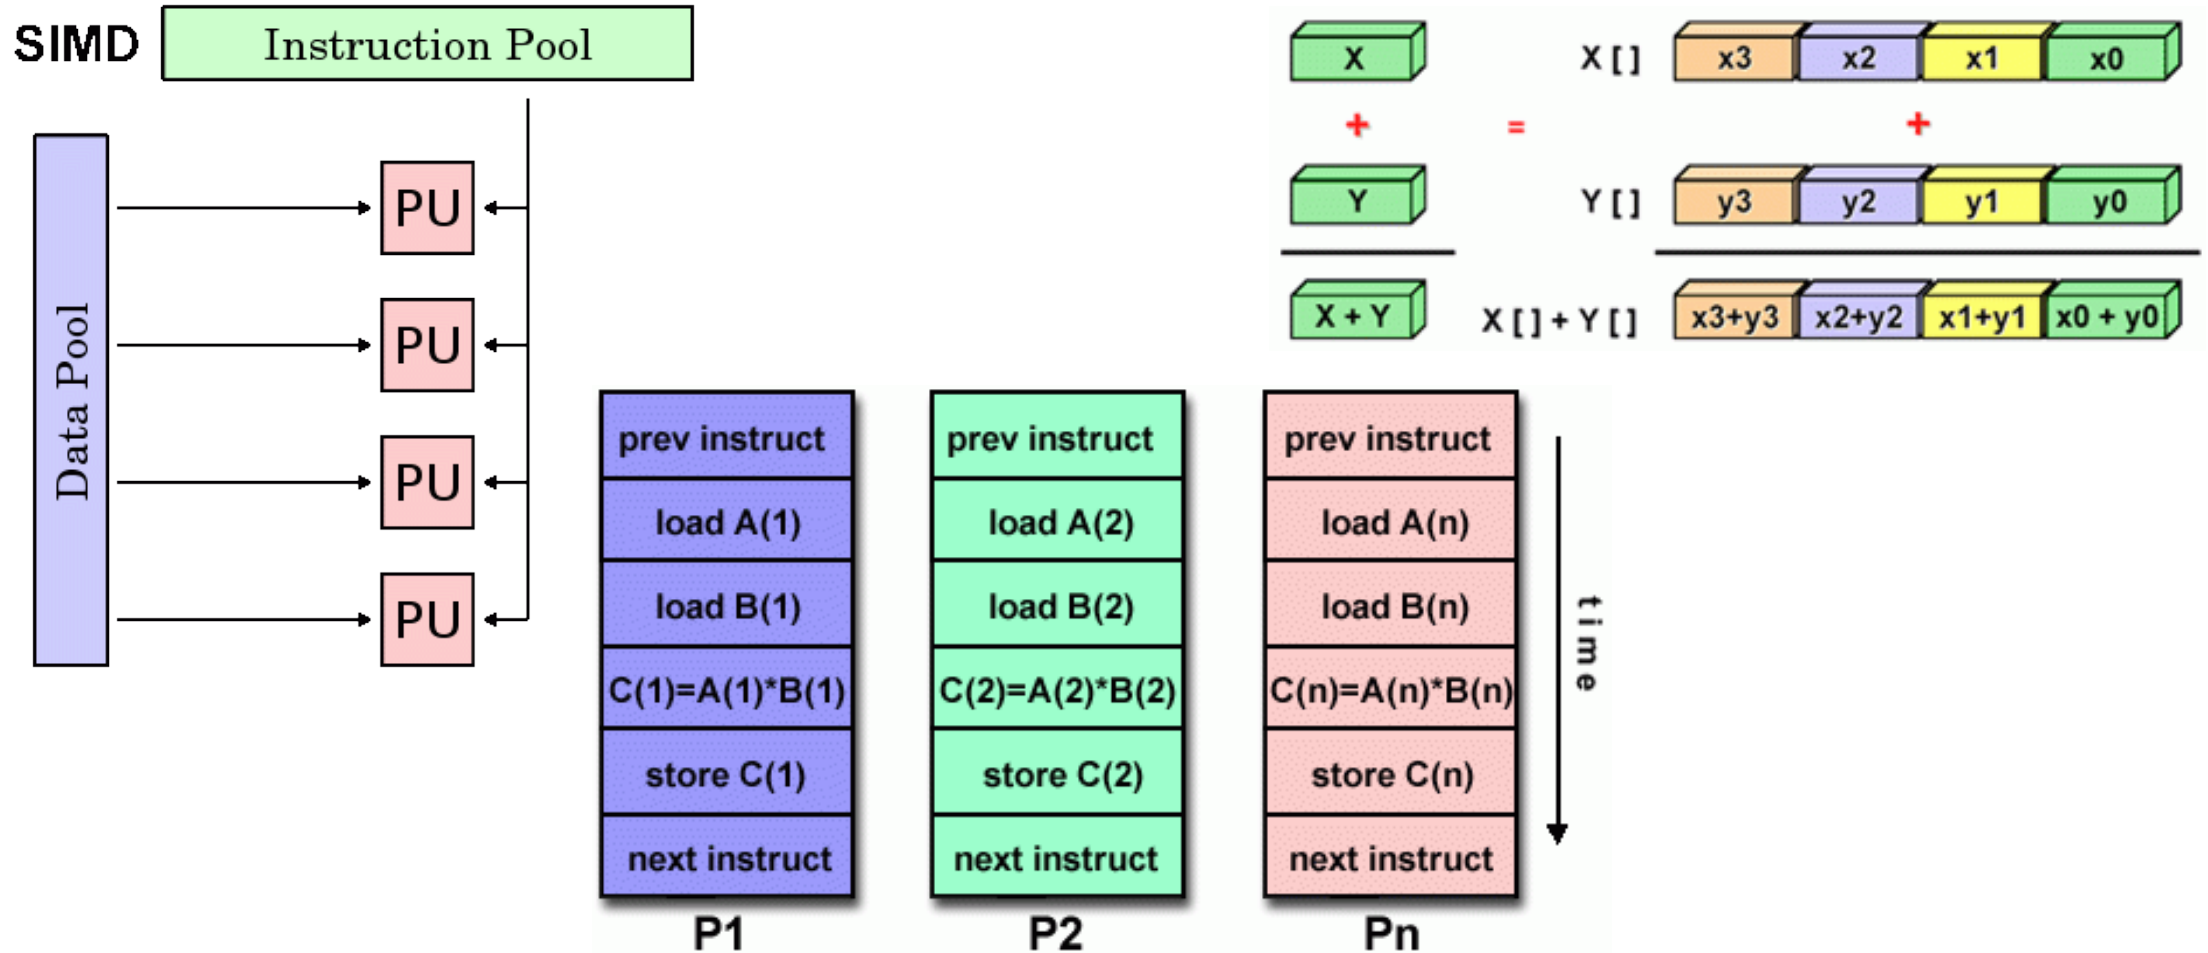 SIMD
Instruction Pool
Data Pool
PU
PU
PU
PU
X
+
Y
X + Y
=
X [ ]
x3 x2 x1 x0
+
Y [ ]
y3 y2 y1 y0
X [ ] + Y [ ]
x3+y3 x2+y2 x1+y1 x0 + y0
prev instruct
load A(1)
load B(1)
C(1)=A(1)*B(1)
store C(1)
next instruct
P1
prev instruct
load A(2)
load B(2)
C(2)=A(2)*B(2)
store C(2)
next instruct
P2
prev instruct
load A(n)
load B(n)
C(n)=A(n)*B(n)
store C(n)
next instruct
Pn
time